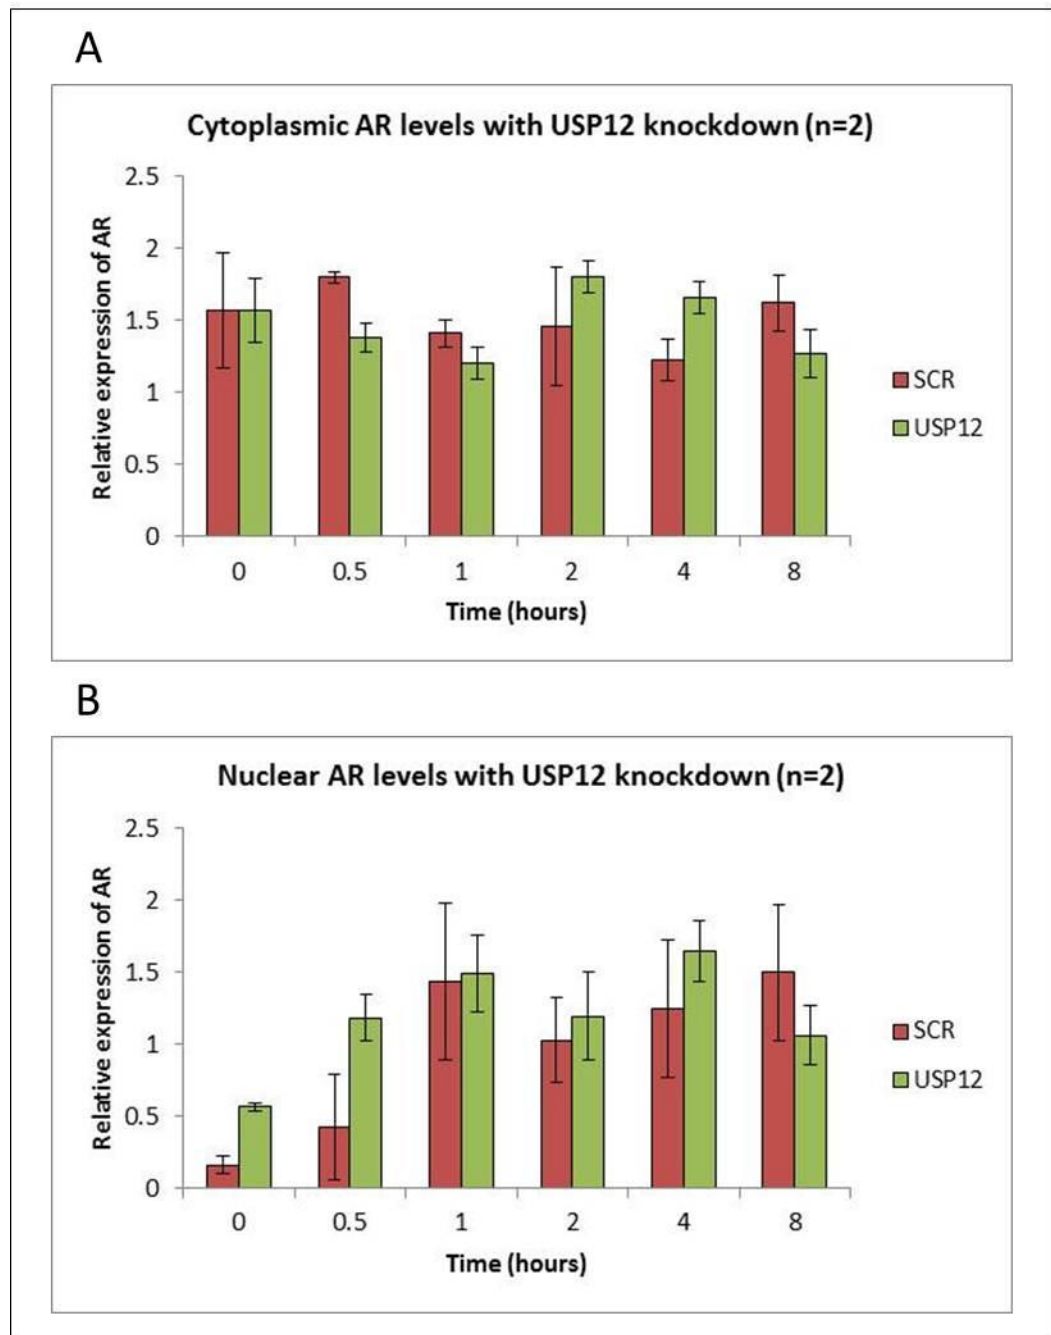 A
Cytoplasmic AR levels with USP12 knockdown (n=2)
Relative expression of AR
2.5
2
1.5
1
0.5
0
0 0.5 1 2 4 8
Time (hours)
SCR
USP12
B
Nuclear AR levels with USP12 knockdown (n=2)
Relative expression of AR
2.5
2
1.5
1
0.5
0
0 0.5 1 2 4 8
Time (hours)
SCR
USP12